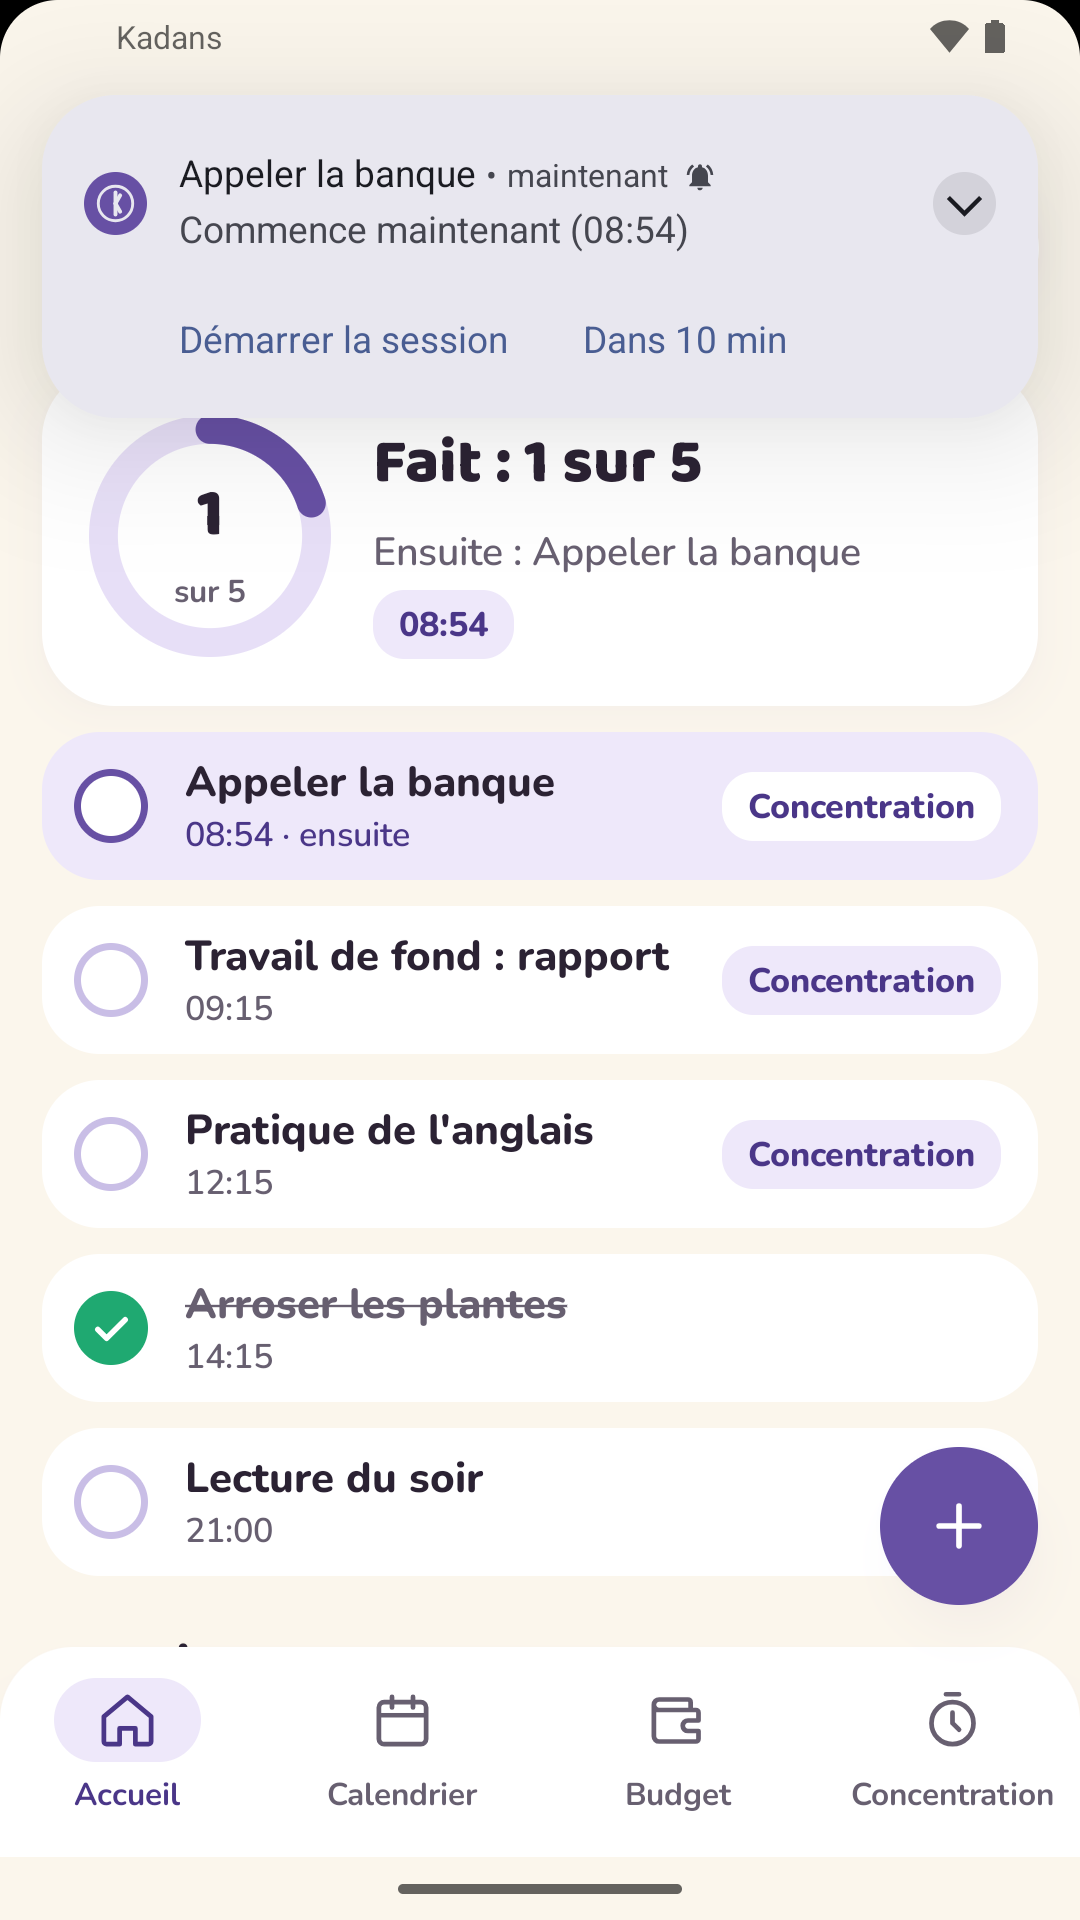 Kadans
Appeler la banque • maintenant
Commence maintenant (08:54)
Démarrer la session
Dans 10 min
1
sur 5
Fait : 1 sur 5
Ensuite : Appeler la banque
08:54
Appeler la banque
08:54 · ensuite
Concentration
Travail de fond : rapport
09:15
Concentration
Pratique de l'anglais
12:15
Concentration
Arroser les plantes
14:15
Lecture du soir
21:00
Accueil
Calendrier
Budget
Concentration